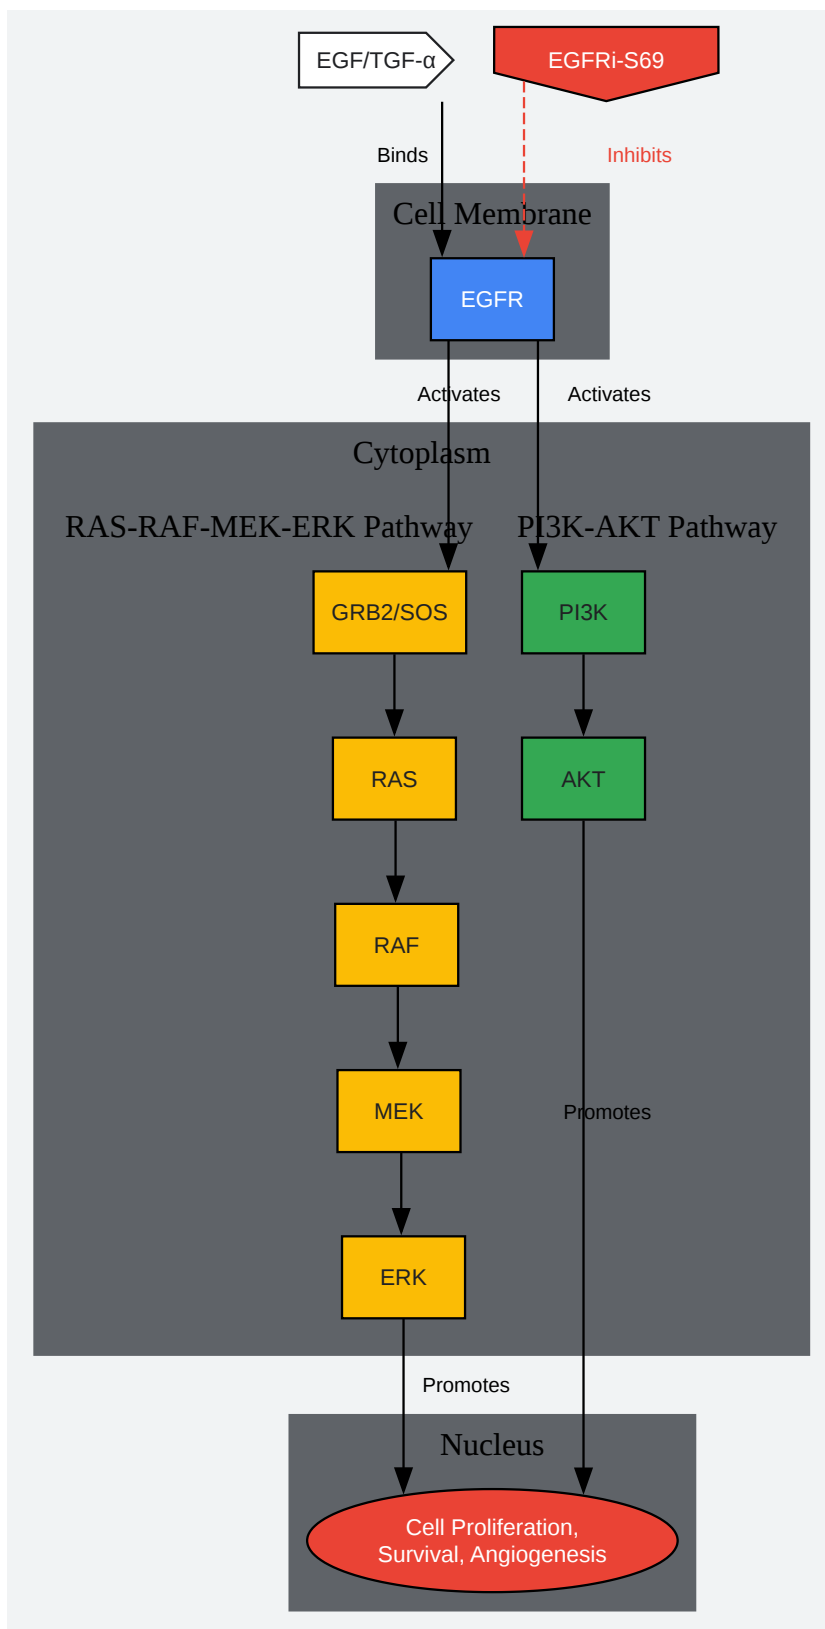 EGF/TGF-α
EGFRi-S69
Binds
Inhibits
Cell Membrane
EGFR
Activates
Activates
Cytoplasm
RAS-RAF-MEK-ERK Pathway
PI3K-AKT Pathway
GRB2/SOS
PI3K
RAS
AKT
RAF
MEK
Promotes
ERK
Promotes
Nucleus
Cell Proliferation,
Survival, Angiogenesis